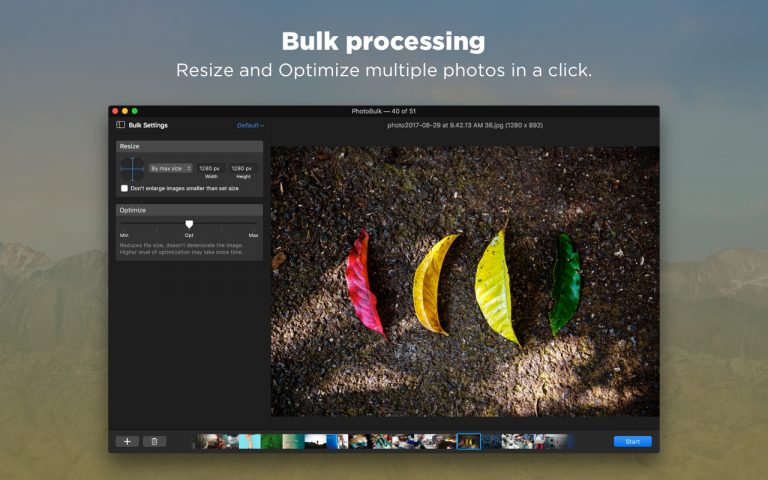 Bulk processing
Resize and Optimize multiple photos in a click.
PhotoBulk — 40 of 51
Bulk Settings
Default
photo2017-08-29 at 9.42.13 AM 36.jpg (1280 x 892)
Resize
By max size
1280 px
1280 px
Width
Height
Don't enlarge images smaller than set size
Optimize
Min
Opt
Max
Reduces file size, doesn't deteriorate the image.
Higher level of optimization may take more time.
Start